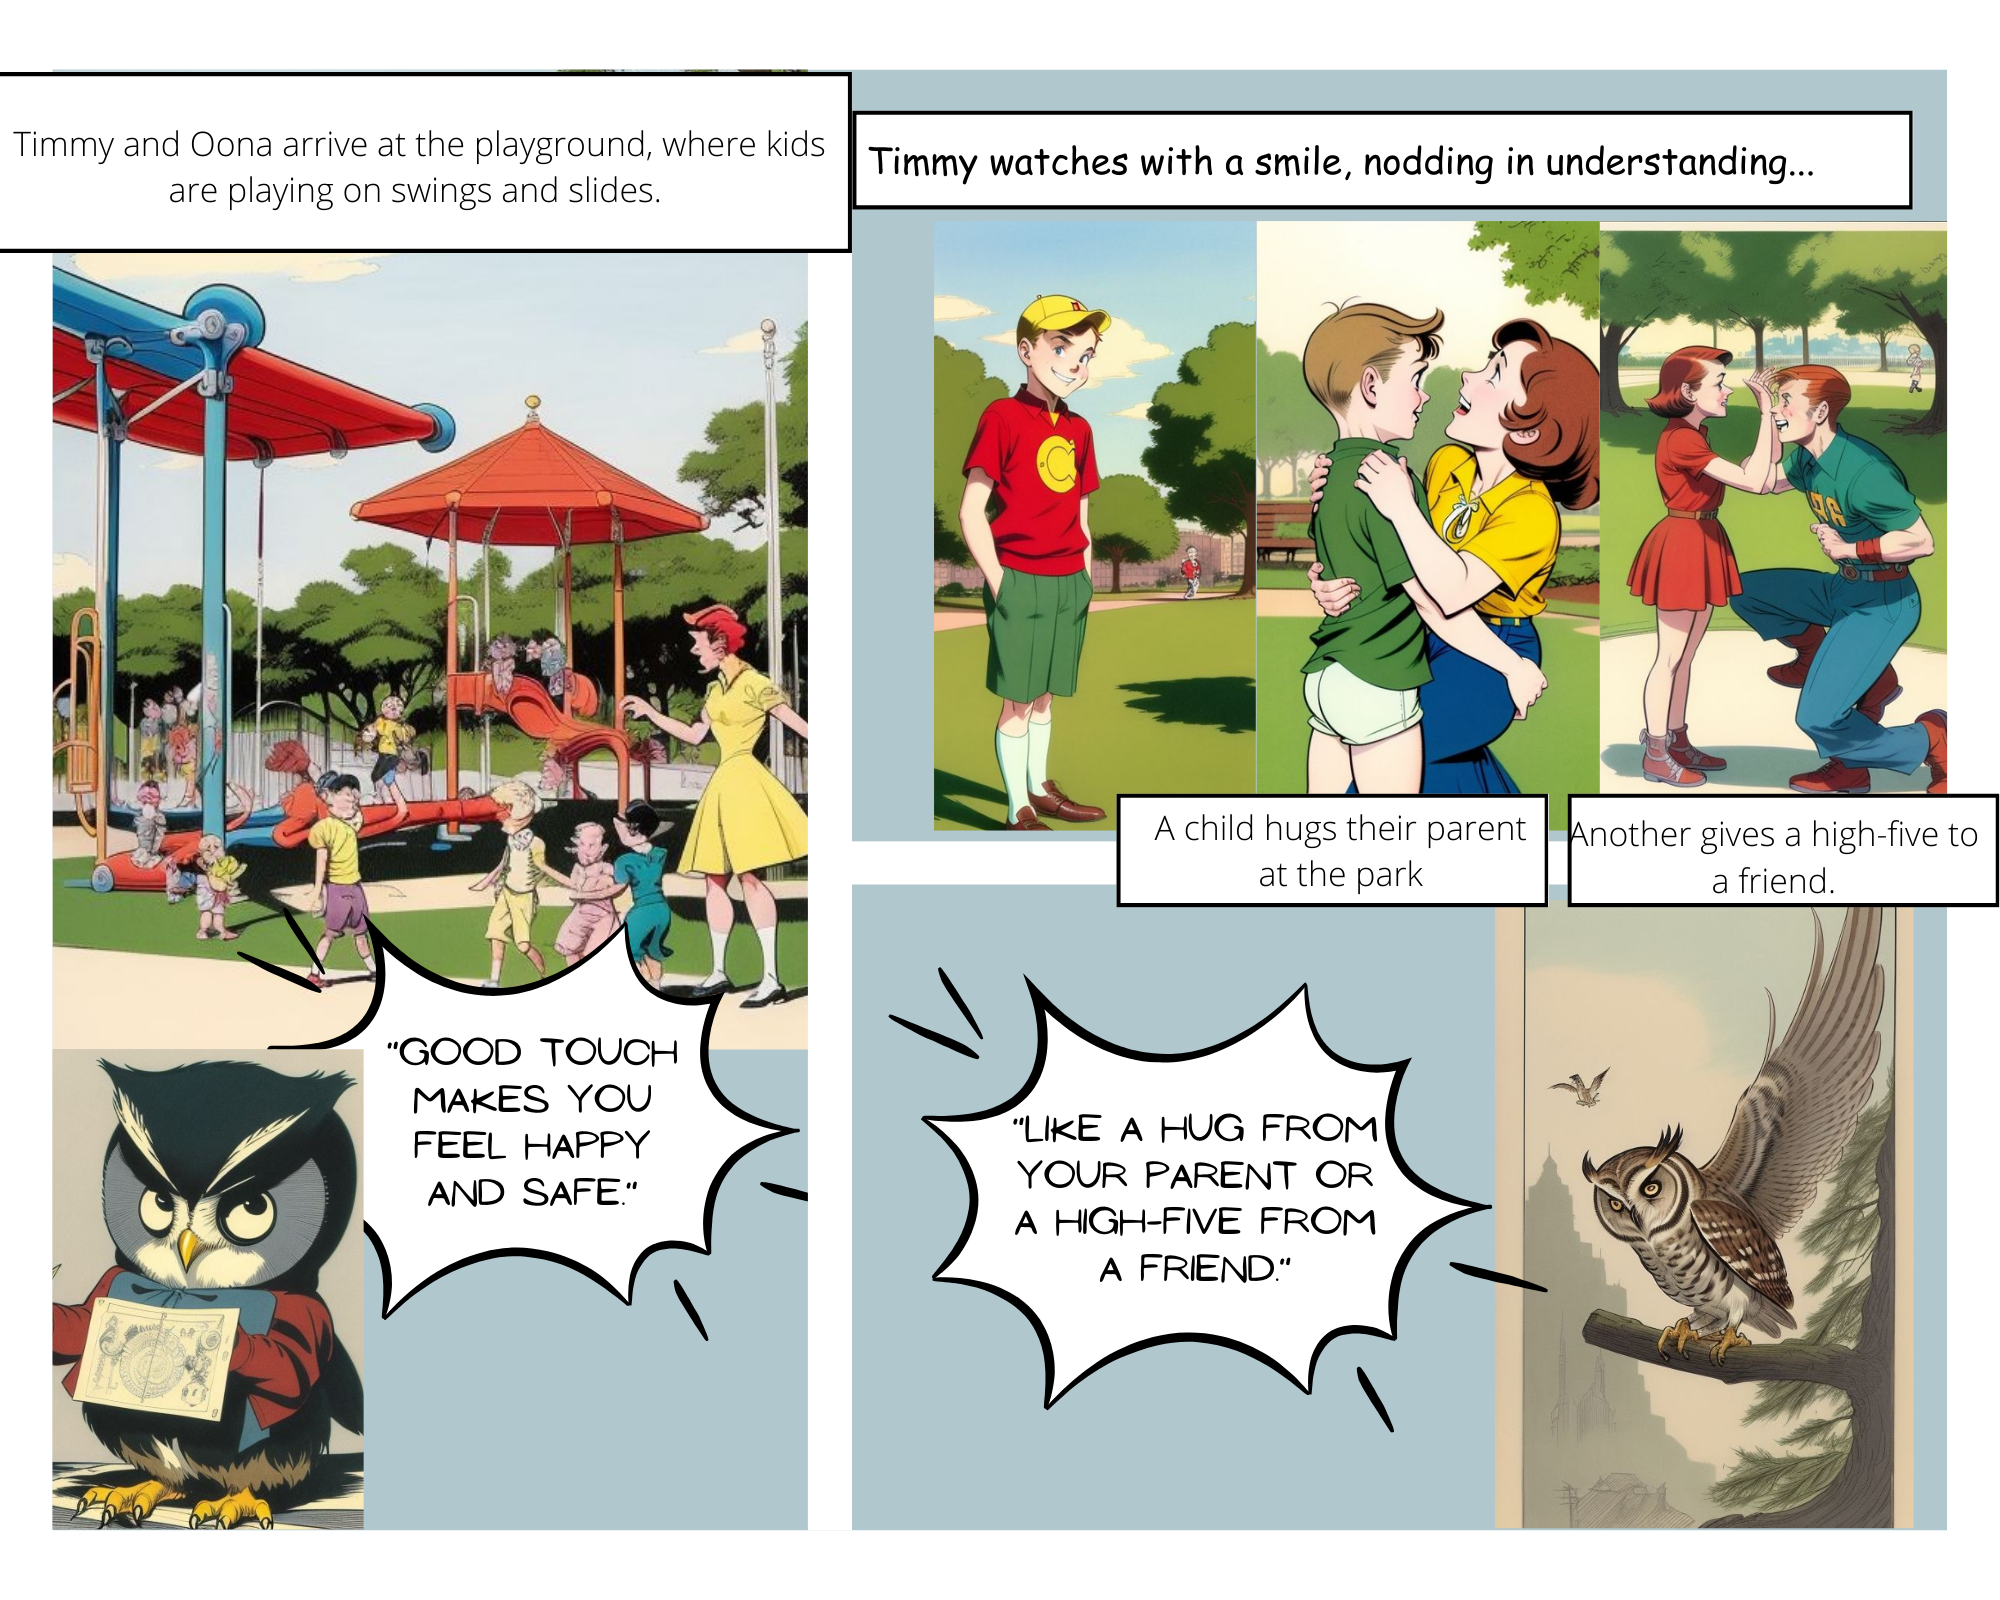 Timmy and Oona arrive at the playground, where kids
are playing on swings and slides.
Timmy watches with a smile, nodding in understanding...
A child hugs their parent
at the park
Another gives a high-five to
a friend.
"GOOD TOUCH
MAKES YOU
FEEL HAPPY
AND SAFE."
"LIKE A HUG FROM
YOUR PARENT OR
A HIGH-FIVE FROM
A FRIEND."